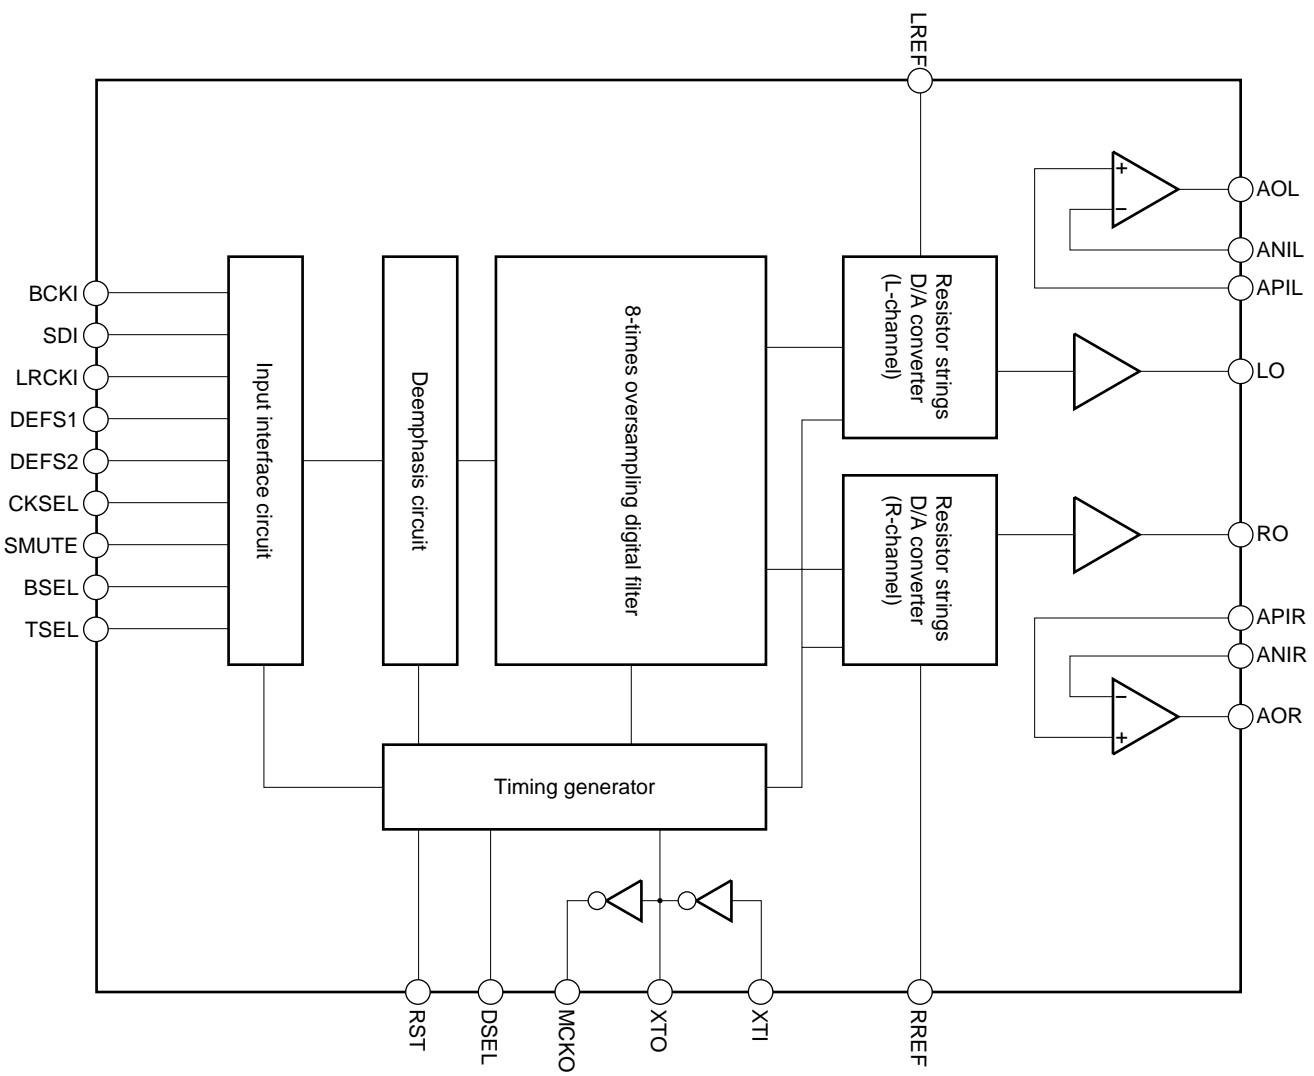 LREF
AOL
ANIL
APIL
LO
RO
APIR
ANIR
AOR
BCKI
SDI
LRCKI
DEFS1
DEFS2
CKSEL
SMUTE
BSEL
TSEL
Input interface circuit
Deemphasis circuit
8-times oversampling digital filter
Resistor strings
D/A converter
(L-channel)
Resistor strings
D/A converter
(R-channel)
+
−
−
+
Timing generator
RST
DSEL
MCKO
XTO
XTI
RREF